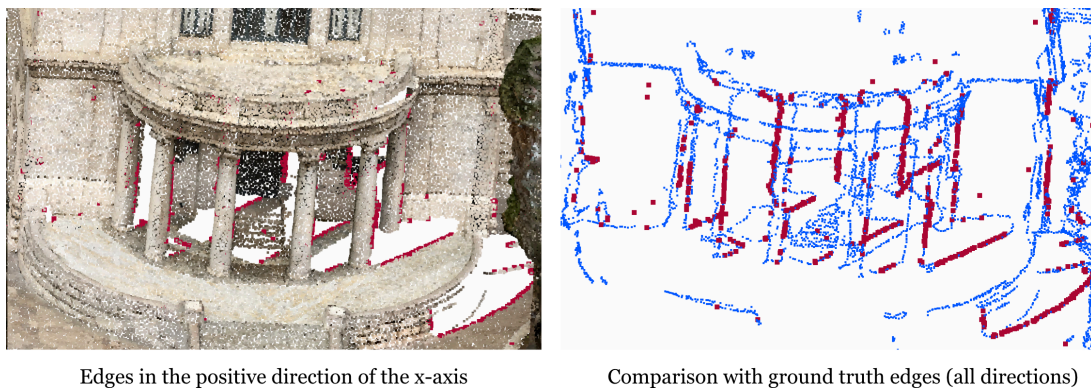 Edges in the positive direction of the x-axis
Comparison with ground truth edges (all directions)